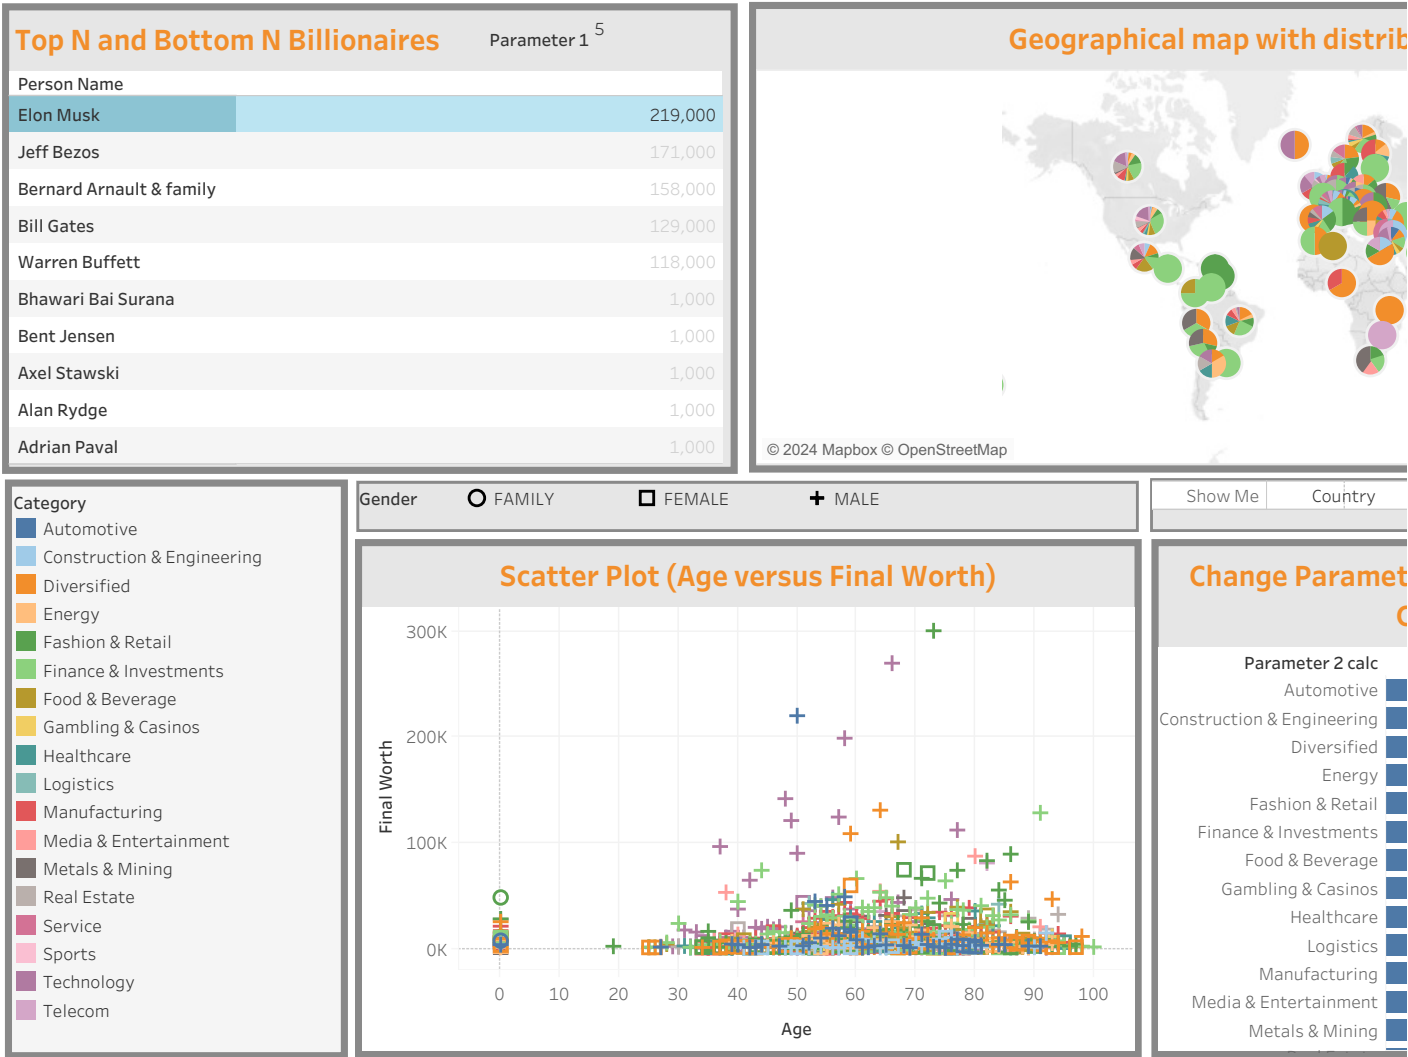 Top N and Bottom N Billionaires
Parameter 1 5
Person Name
Elon Musk 219,000
Jeff Bezos 171,000
Bernard Arnault & family 158,000
Bill Gates 129,000
Warren Buffett 118,000
Bhawari Bai Surana 1,000
Bent Jensen 1,000
Axel Stawski 1,000
Alan Rydge 1,000
Adrian Paval 1,000
Geographical map with distrib
© 2024 Mapbox © OpenStreetMap
Category
Automotive
Construction & Engineering
Diversified
Energy
Fashion & Retail
Finance & Investments
Food & Beverage
Gambling & Casinos
Healthcare
Logistics
Manufacturing
Media & Entertainment
Metals & Mining
Real Estate
Service
Sports
Technology
Telecom
Gender FAMILY FEMALE MALE
Scatter Plot (Age versus Final Worth)
300K
200K
100K
0K
Final Worth
0 10 20 30 40 50 60 70 80 90 100
Age
Show Me Country
Change Paramet
Parameter 2 calc
Automotive
Construction & Engineering
Diversified
Energy
Fashion & Retail
Finance & Investments
Food & Beverage
Gambling & Casinos
Healthcare
Logistics
Manufacturing
Media & Entertainment
Metals & Mining